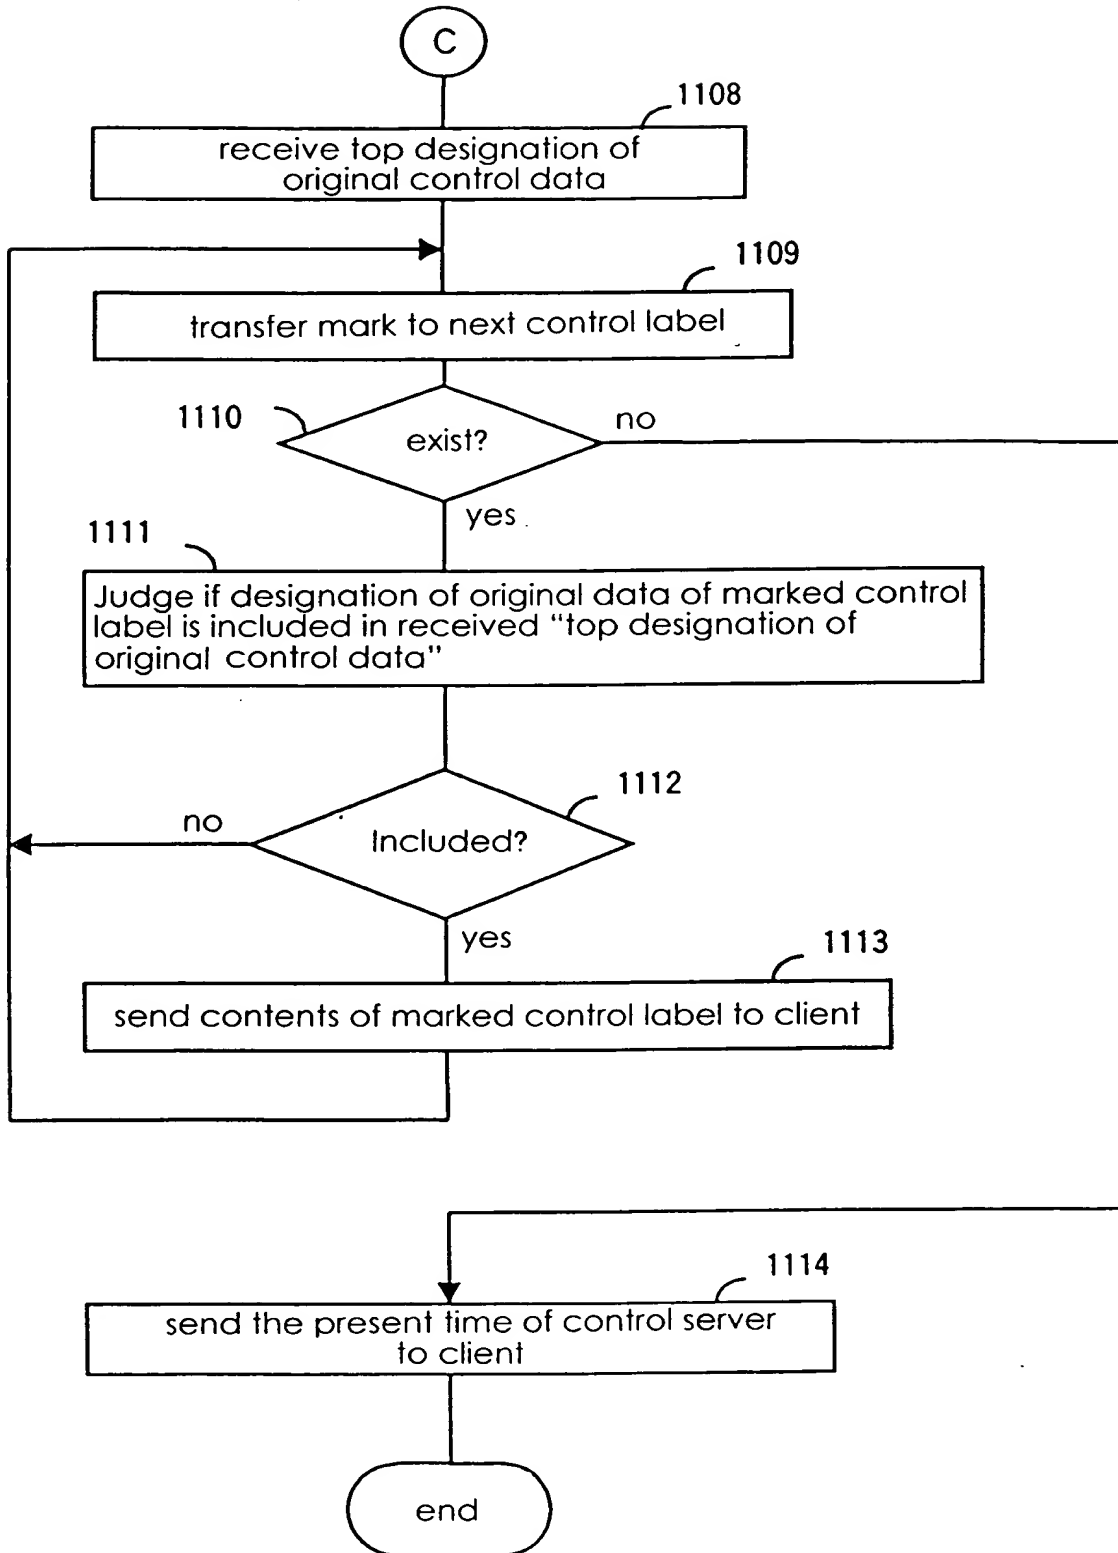 C
1108
receive top designation of
original control data
1109
transfer mark to next control label
1110
exist?
no
yes
1111
Judge if designation of original data of marked control
label is included in received “top designation of
original control data”
1112
no
Included?
yes
1113
send contents of marked control label to client
1114
send the present time of control server
to client
end